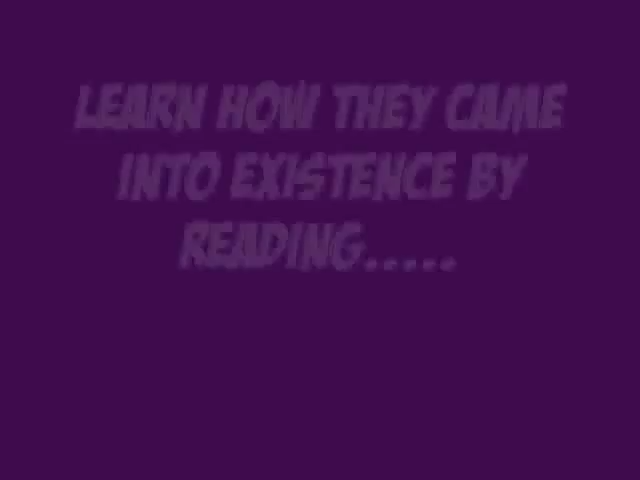 LEARN HOW THEY CAME
INTO EXISTENCE BY
READING.....